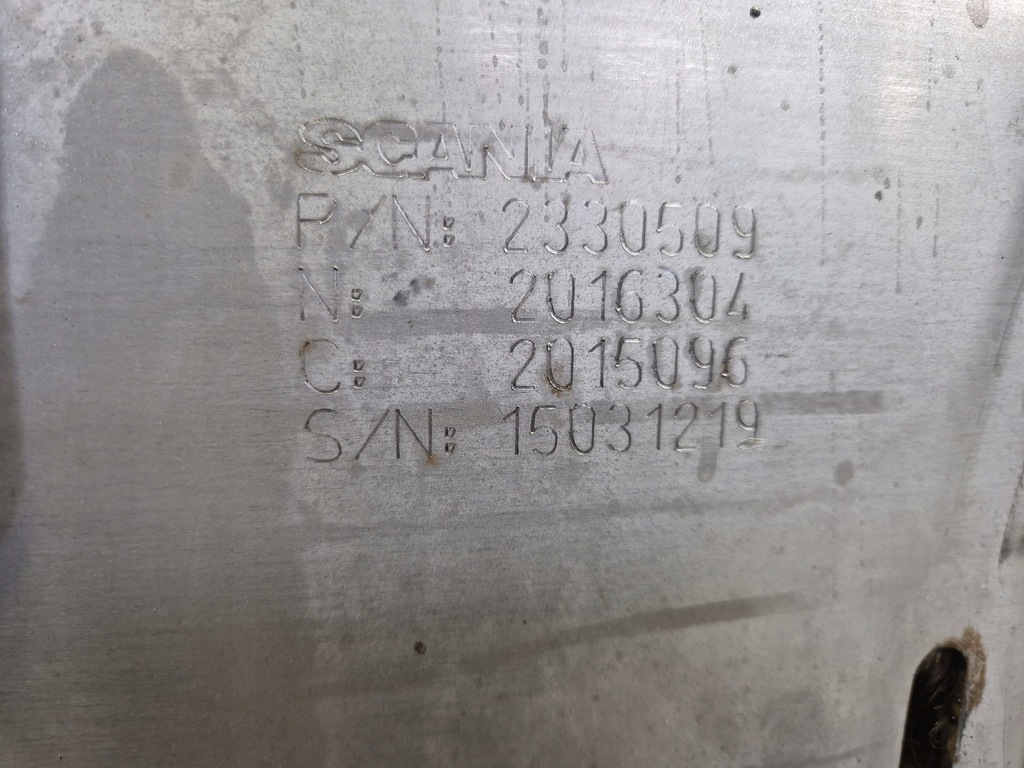 SCANIA
P/N: 2330509
N: 2016304
C: 2015096
S/N: 15031219